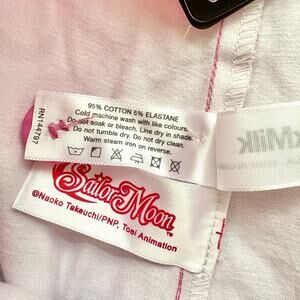 RN144797
95% COTTON 5% ELASTANE
Cold machine wash with like colours.
Do not soak or bleach. Line dry in shade.
Do not tumble dry. Do not dry clean.
Warm steam iron on reverse.
Milk
Sailor Moon™
©Naoko Takeuchi/PNP, Toei Animation